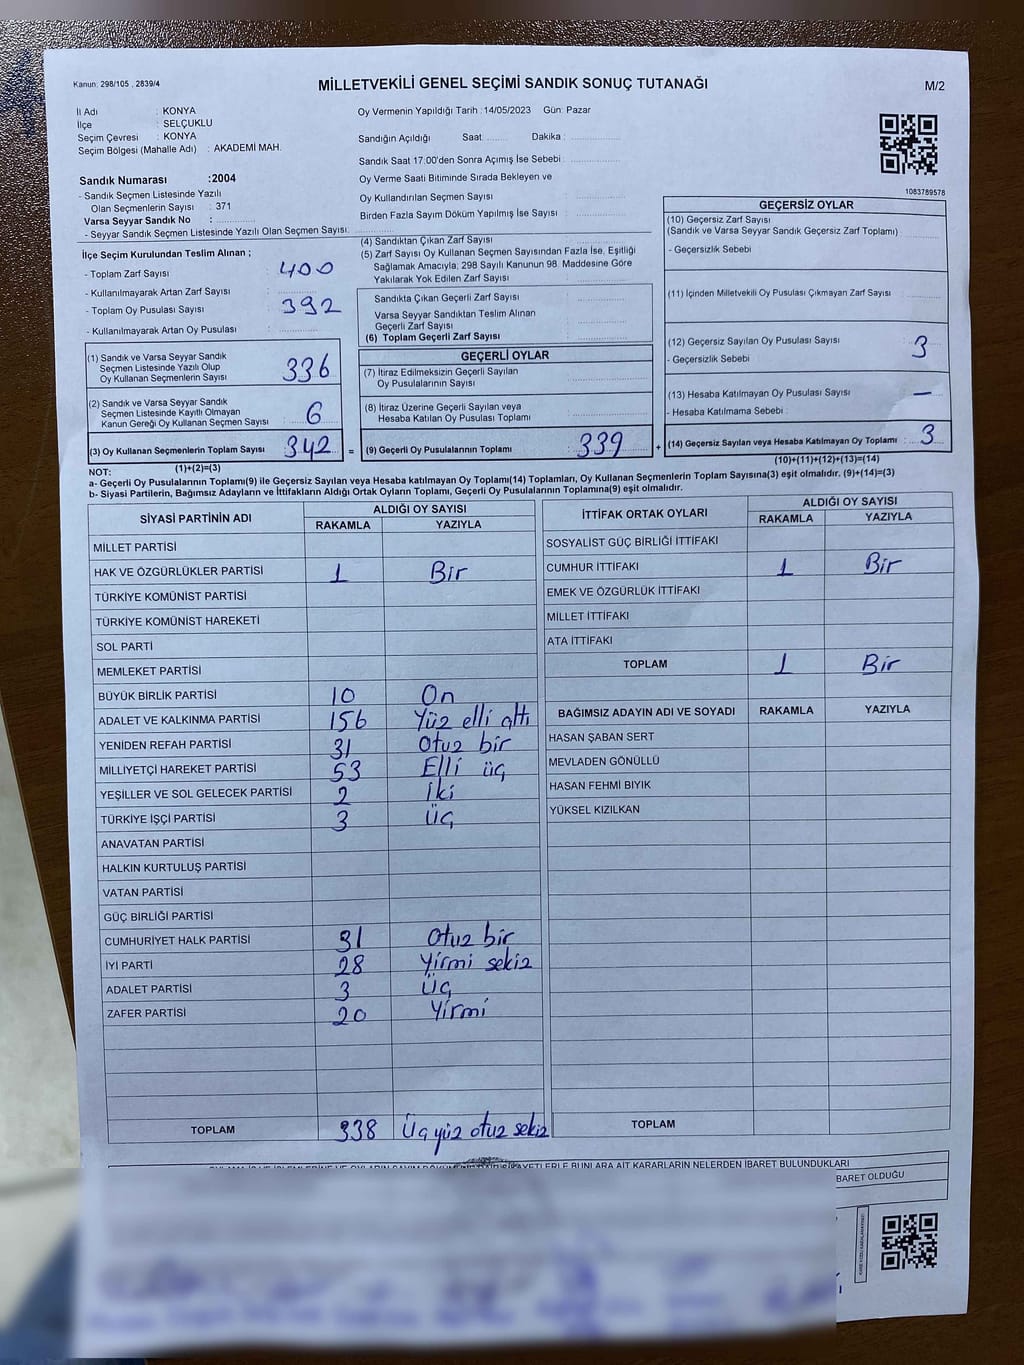 Kanun: 298/105 , 2839/4
MİLLETVEKİLİ GENEL SEÇİMİ SANDIK SONUÇ TUTANAĞI
M/2
İl Adı : KONYA
İlçe : SELÇUKLU
Seçim Çevresi : KONYA
Seçim Bölgesi (Mahalle Adı) : AKADEMİ MAH.
Sandık Numarası :2004
- Sandık Seçmen Listesinde Yazılı
Olan Seçmenlerin Sayısı : 371
Varsa Seyyar Sandık No :
- Seyyar Sandık Seçmen Listesinde Yazılı Olan Seçmen Sayısı:
Oy Vermenin Yapıldığı Tarih : 14/05/2023 Gün: Pazar
Sandığın Açıldığı Saat: Dakika :
Sandık Saat 17:00'den Sonra Açımış İse Sebebi :
Oy Verme Saati Bitiminde Sırada Bekleyen ve
Oy Kullandırılan Seçmen Sayısı :
Birden Fazla Sayım Döküm Yapılmış İse Sayısı :
1083789578
İlçe Seçim Kurulundan Teslim Alınan ;
- Toplam Zarf Sayısı : 400
- Kullanılmayarak Artan Zarf Sayısı :
- Toplam Oy Pusulası Sayısı : 392
- Kullanılmayarak Artan Oy Pusulası :
(1) Sandık ve Varsa Seyyar Sandık
Seçmen Listesinde Yazılı Olup
Oy Kullanan Seçmenlerin Sayısı : 336
(2) Sandık ve Varsa Seyyar Sandık
Seçmen Listesinde Kayıtlı Olmayan
Kanun Gereği Oy Kullanan Seçmen Sayısı : 6
(3) Oy Kullanan Seçmenlerin Toplam Sayısı : 342 =
(1)+(2)=(3)
(4) Sandıktan Çıkan Zarf Sayısı :
(5) Zarf Sayısı Oy Kullanan Seçmen Sayısından Fazla İse, Eşitliği
Sağlamak Amacıyla; 298 Sayılı Kanunun 98. Maddesine Göre
Yakılarak Yok Edilen Zarf Sayısı :
Sandıkta Çıkan Geçerli Zarf Sayısı :
Varsa Seyyar Sandıktan Teslim Alınan
Geçerli Zarf Sayısı :
(6) Toplam Geçerli Zarf Sayısı :
GEÇERLİ OYLAR
(7) İtiraz Edilmeksizin Geçerli Sayılan
Oy Pusulalarının Sayısı :
(8) İtiraz Üzerine Geçerli Sayılan veya
Hesaba Katılan Oy Pusulası Toplamı :
(9) Geçerli Oy Pusulalarının Toplamı : 339 +
GEÇERSİZ OYLAR
(10) Geçersiz Zarf Sayısı
(Sandık ve Varsa Seyyar Sandık Geçersiz Zarf Toplamı) :
- Geçersizlik Sebebi :
(11) İçinden Milletvekili Oy Pusulası Çıkmayan Zarf Sayısı :
(12) Geçersiz Sayılan Oy Pusulası Sayısı : 3
- Geçersizlik Sebebi :
(13) Hesaba Katılmayan Oy Pusulası Sayısı : —
- Hesaba Katılmama Sebebi :
(14) Geçersiz Sayılan veya Hesaba Katılmayan Oy Toplamı : 3
(10)+(11)+(12)+(13)=(14)
NOT:
a- Geçerli Oy Pusulalarının Toplam(9) ile Geçersiz Sayılan veya Hesaba katılmayan Oy Toplamı(14) Toplamları, Oy Kullanan Seçmenlerin Toplam Sayısına(3) eşit olmalıdır. (9)+(14)=(3)
b- Siyasi Partilerin, Bağımsız Adayların ve İttifakların Aldığı Ortak Oyların Toplamı, Geçerli Oy Pusulalarının Toplamına(9) eşit olmalıdır.
SİYASİ PARTİNİN ADI ALDIĞI OY SAYISI
RAKAMLA YAZIYLA
MİLLET PARTİSİ
HAK VE ÖZGÜRLÜKLER PARTİSİ 1 Bir
TÜRKİYE KOMÜNİST PARTİSİ
TÜRKİYE KOMÜNİST HAREKETİ
SOL PARTİ
MEMLEKET PARTİSİ
BÜYÜK BİRLİK PARTİSİ 10 On
ADALET VE KALKINMA PARTİSİ 156 Yüz elli altı
YENİDEN REFAH PARTİSİ 31 Otuz bir
MİLLİYETÇİ HAREKET PARTİSİ 53 Elli üç
YEŞİLLER VE SOL GELECEK PARTİSİ 2 İki
TÜRKİYE İŞÇİ PARTİSİ 3 Üç
ANAVATAN PARTİSİ
HALKIN KURTULUŞ PARTİSİ
VATAN PARTİSİ
GÜÇ BİRLİĞİ PARTİSİ
CUMHURİYET HALK PARTİSİ 31 Otuz bir
İYİ PARTİ 28 Yirmi sekiz
ADALET PARTİSİ 3 Üç
ZAFER PARTİSİ 20 Yirmi
TOPLAM 338 Üç yüz otuz sekiz
İTTİFAK ORTAK OYLARI ALDIĞI OY SAYISI
RAKAMLA YAZIYLA
SOSYALİST GÜÇ BİRLİĞİ İTTİFAKI
CUMHUR İTTİFAKI 1 Bir
EMEK VE ÖZGÜRLÜK İTTİFAKI
MİLLET İTTİFAKI
ATA İTTİFAKI
TOPLAM 1 Bir
BAĞIMSIZ ADAYIN ADI VE SOYADI RAKAMLA YAZIYLA
HASAN ŞABAN SERT
MEVLADEN GÖNÜLLÜ
HASAN FEHMİ BIYIK
YÜKSEL KIZILKAN
TOPLAM
BUNLARA AİT KARARLARIN NELERDEN İBARET BULUNDUKLARI
BARET OLDUĞU